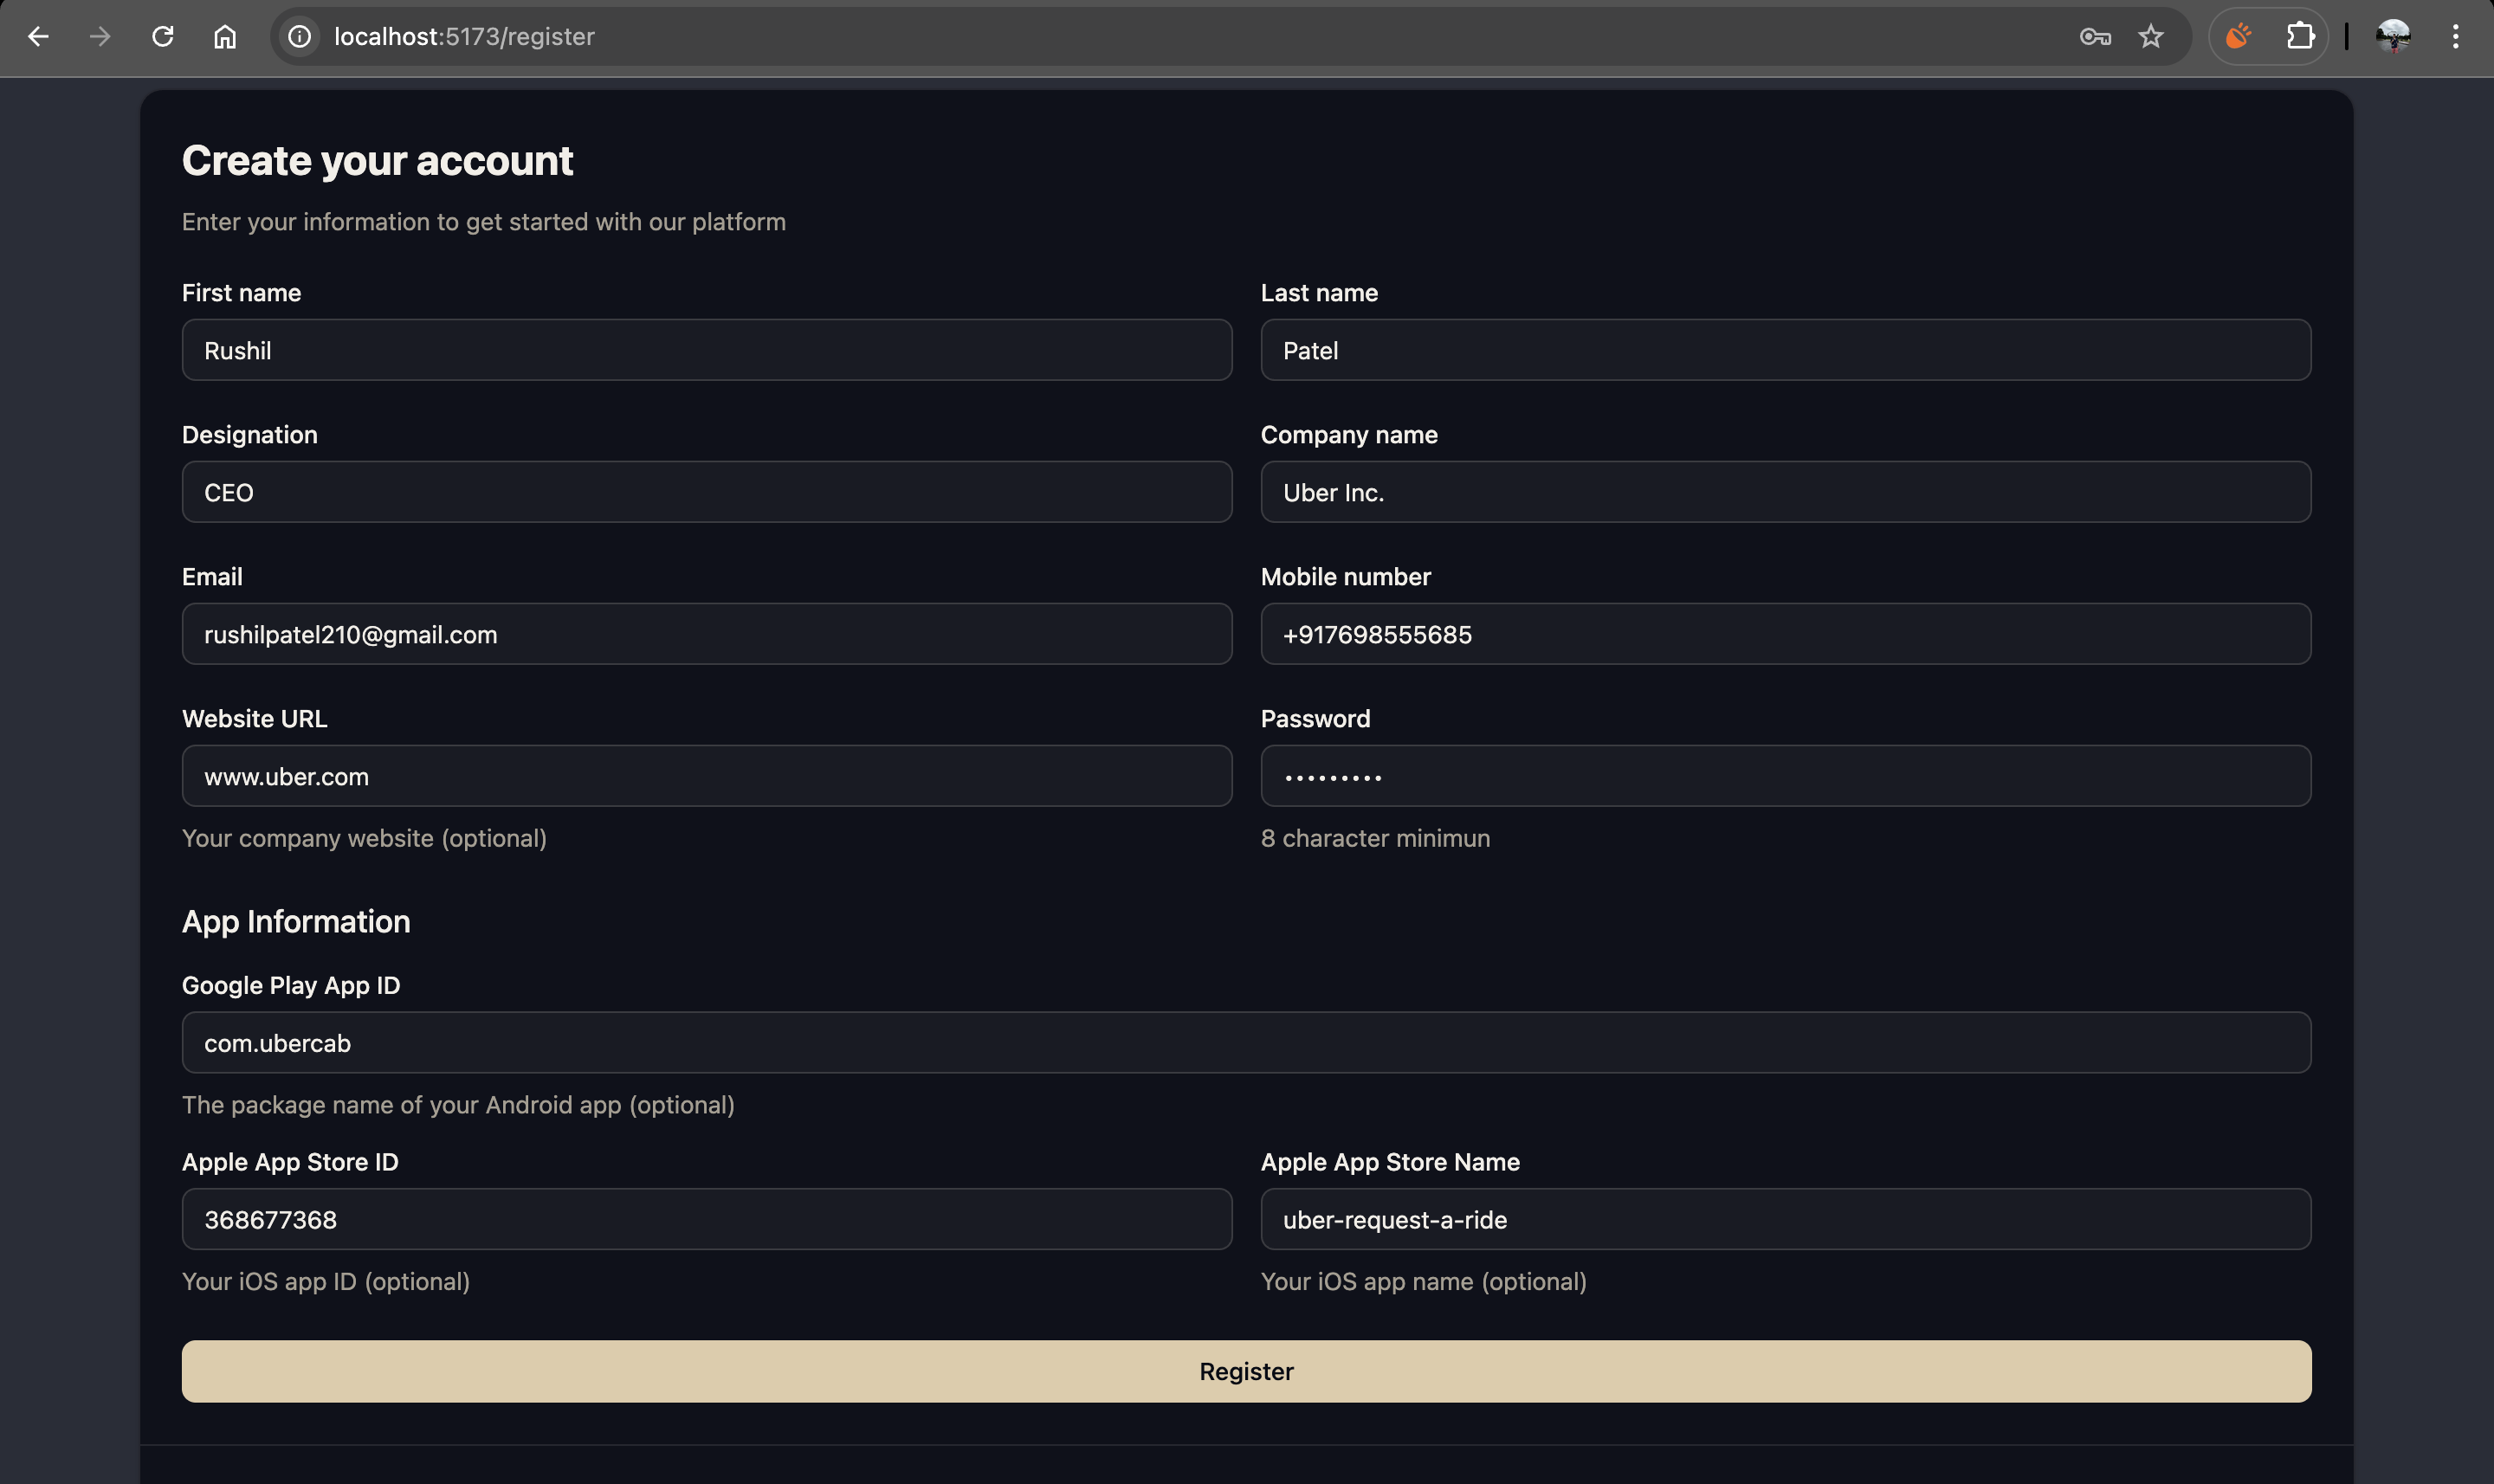 localhost:5173/register
Create your account
Enter your information to get started with our platform
First name
Last name
Rushil
Patel
Designation
Company name
CEO
Uber Inc.
Email
Mobile number
rushilpatel210@gmail.com
+917698555685
Website URL
Password
www.uber.com
•••••••••
Your company website (optional)
8 character minimun
App Information
Google Play App ID
com.ubercab
The package name of your Android app (optional)
Apple App Store ID
Apple App Store Name
368677368
uber-request-a-ride
Your iOS app ID (optional)
Your iOS app name (optional)
Register